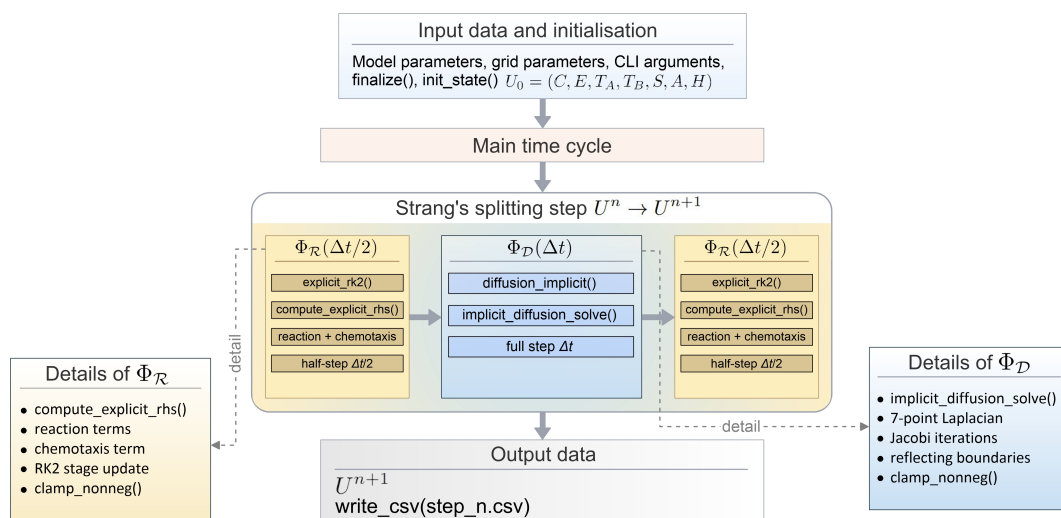 Input data and initialisation
Model parameters, grid parameters, CLI arguments,
finalize(), init_state() U_0 = (C, E, T_A, T_B, S, A, H)
Main time cycle
Strang's splitting step U^n → U^{n+1}
Φ_R(Δt/2)
explicit_rk2()
compute_explicit_rhs()
reaction + chemotaxis
half-step Δt/2
Φ_D(Δt)
diffusion_implicit()
implicit_diffusion_solve()
full step Δt
Φ_R(Δt/2)
explicit_rk2()
compute_explicit_rhs()
reaction + chemotaxis
half-step Δt/2
detail
Details of Φ_R
• compute_explicit_rhs()
• reaction terms
• chemotaxis term
• RK2 stage update
• clamp_nonneg()
detail
Details of Φ_D
• implicit_diffusion_solve()
• 7-point Laplacian
• Jacobi iterations
• reflecting boundaries
• clamp_nonneg()
Output data
U^{n+1}
write_csv(step_n.csv)